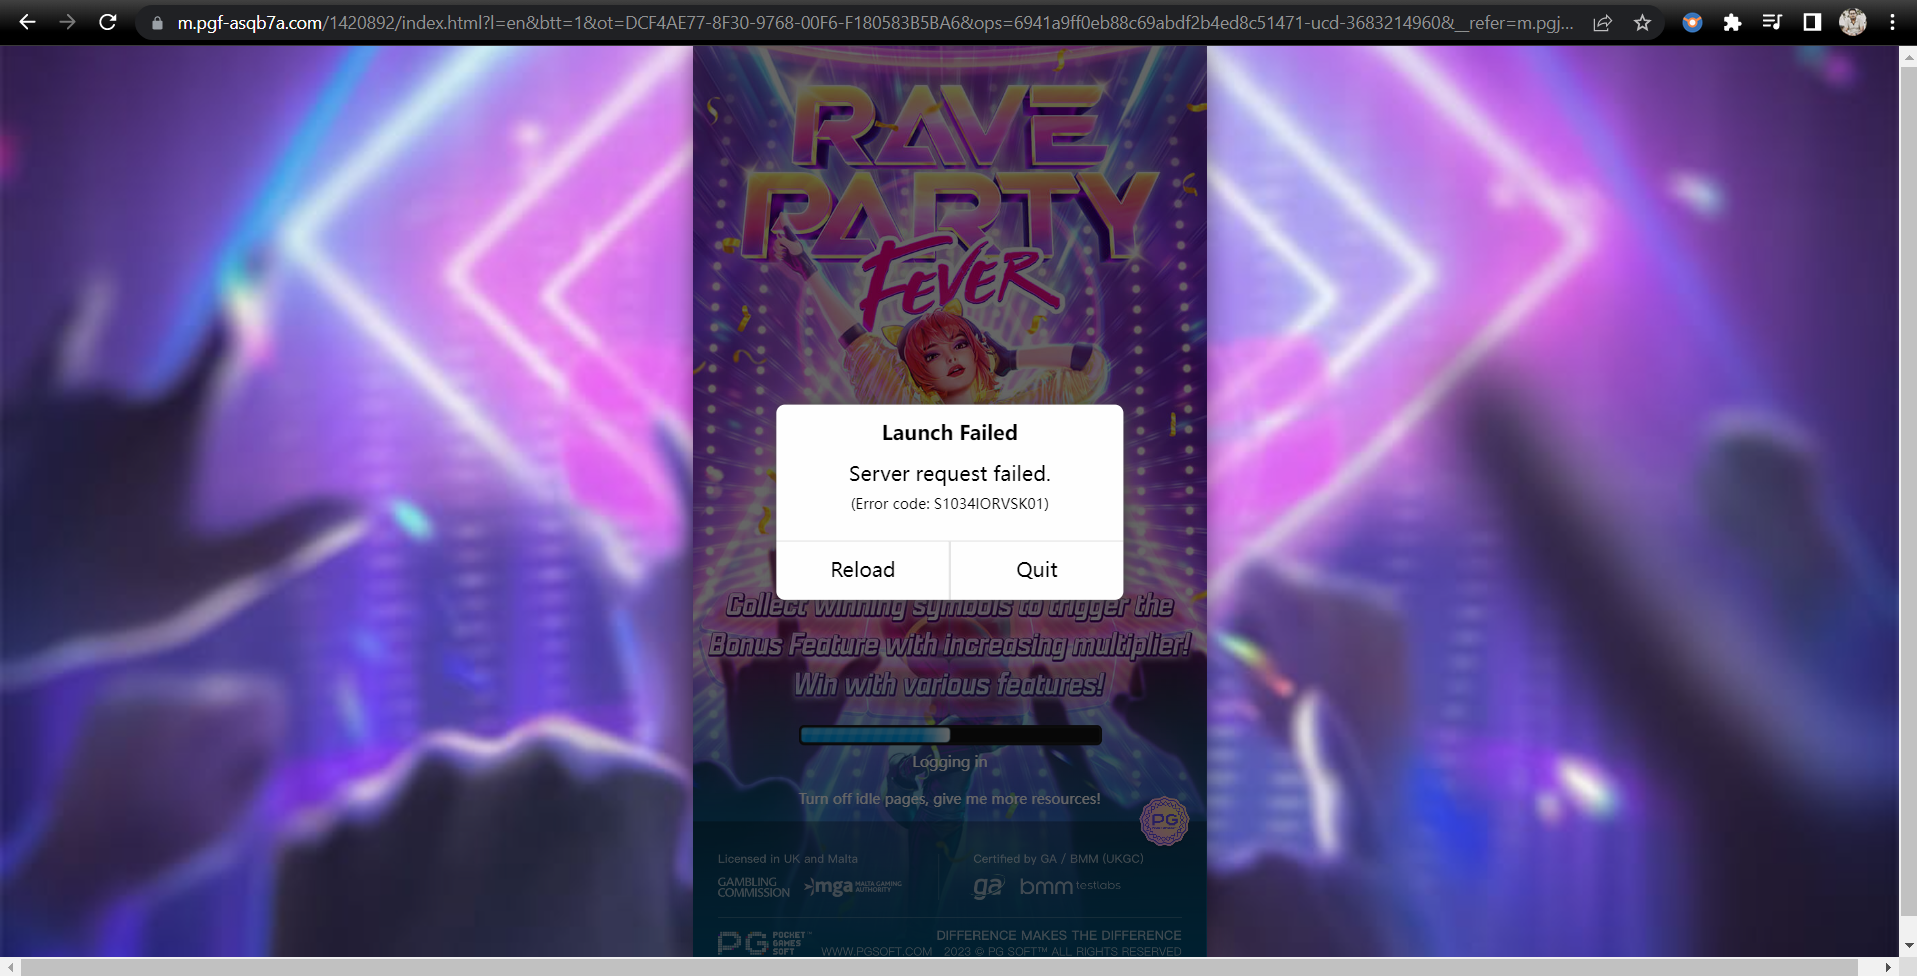 m.pgf-asqb7a.com/1420892/index.html?l=en&btt=1&ot=DCF4AE77-8F30-9768-00F6-F180583B5BA6&ops=6941a9ff0eb88c69abdf2b4ed8c51471-ucd-3683214960&__refer=m.pgj...
RAVE
PARTY
FEVER
Launch Failed
Server request failed.
(Error code: S1034IORVSK01)
Reload Quit
Collect winning symbols to trigger the
Bonus Feature with increasing multiplier!
Win with various features!
Logging in
Turn off idle pages, give me more resources!
PG
Licensed in UK and Malta
Certified by GA / BMM (UKGC)
GAMBLING
COMMISSION
mga MALTA GAMING
AUTHORITY
ga
bmm testlabs
PG POCKET
GAMES
SOFT
DIFFERENCE MAKES THE DIFFERENCE
WWW.PGSOFT.COM 2023 © PG SOFT™ ALL RIGHTS RESERVED